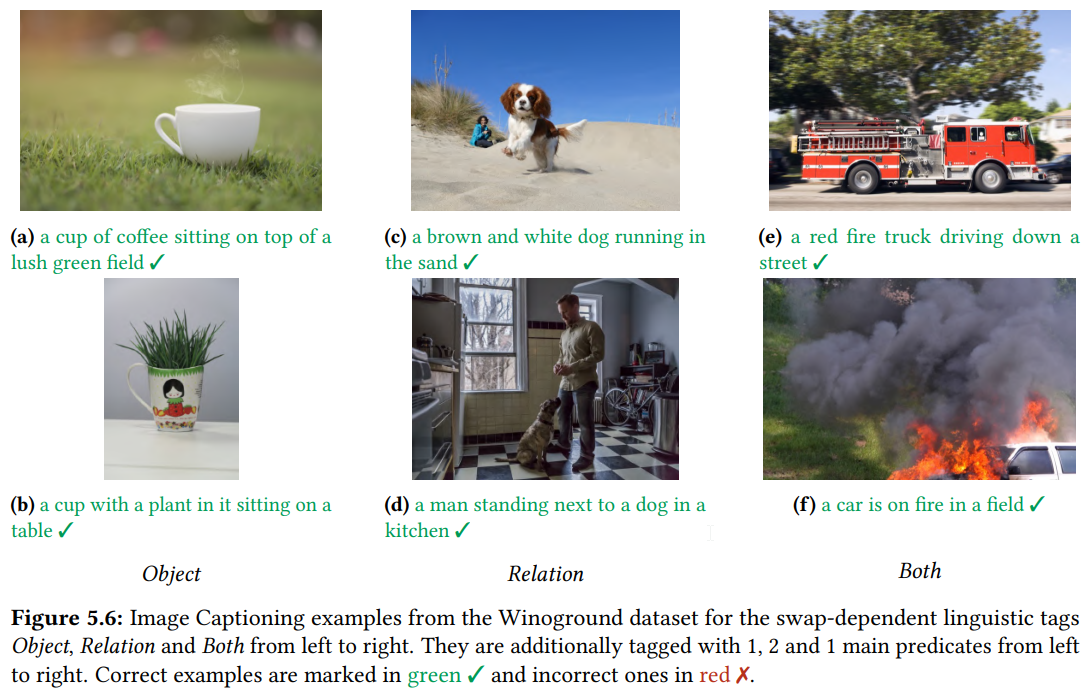 (a) a cup of coffee sitting on top of a
lush green field ✓
(c) a brown and white dog running in
the sand ✓
(e) a red fire truck driving down a
street ✓
(b) a cup with a plant in it sitting on a
table ✓
(d) a man standing next to a dog in a
kitchen ✓
(f) a car is on fire in a field ✓
Object
Relation
Both
Figure 5.6: Image Captioning examples from the Winoground dataset for the swap-dependent linguistic tags
Object, Relation and Both from left to right. They are additionally tagged with 1, 2 and 1 main predicates from left
to right. Correct examples are marked in green ✓ and incorrect ones in red ✗.